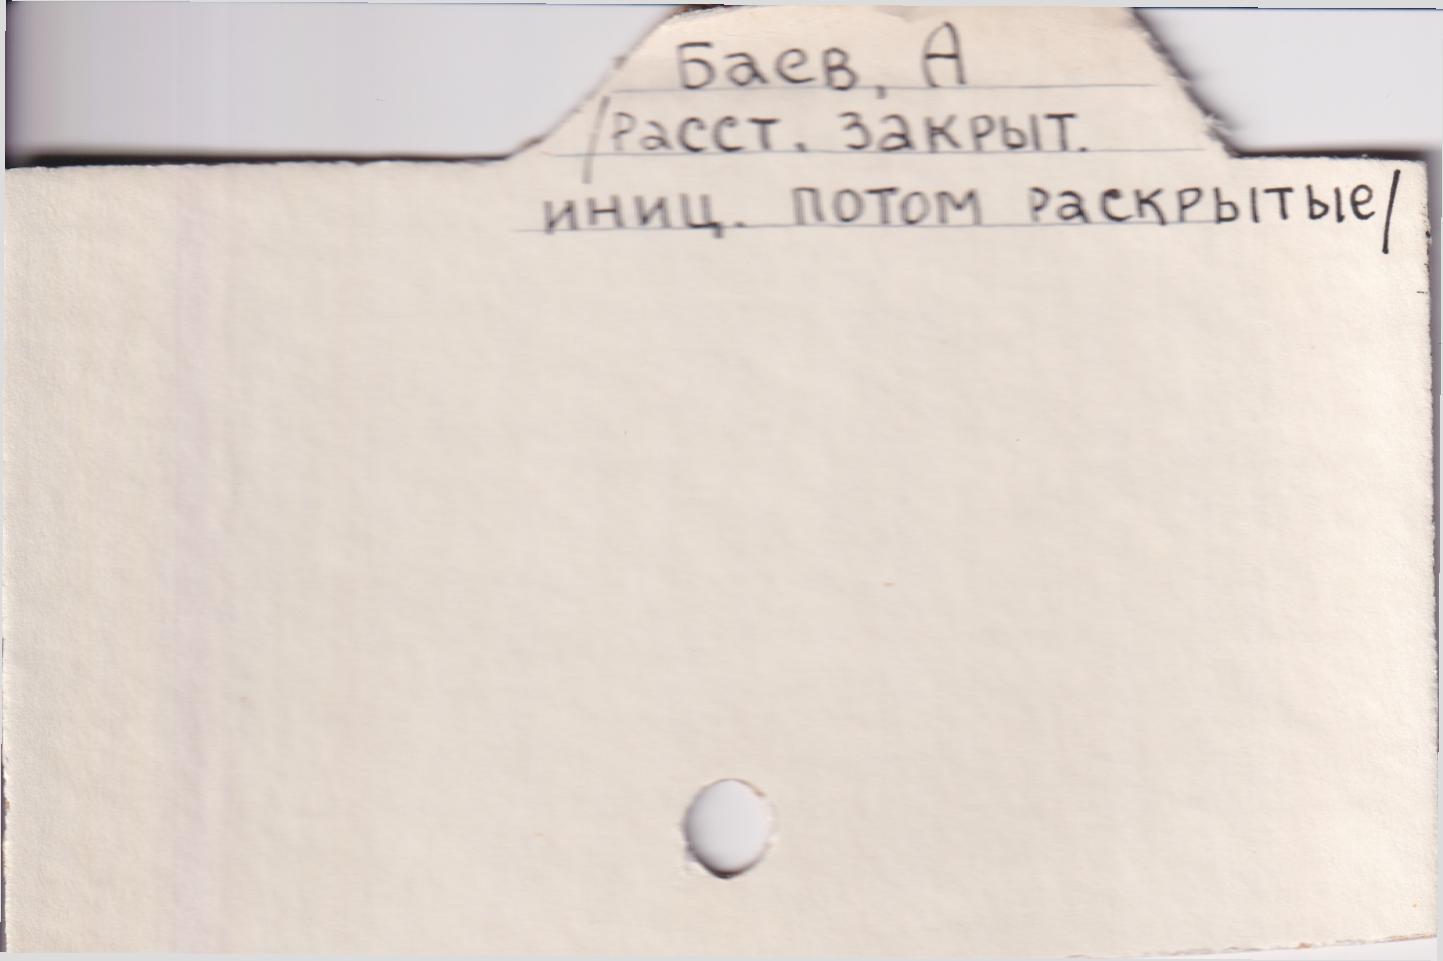 Баев, А
/Расст. закрыт.
иниц. потом раскрытые/